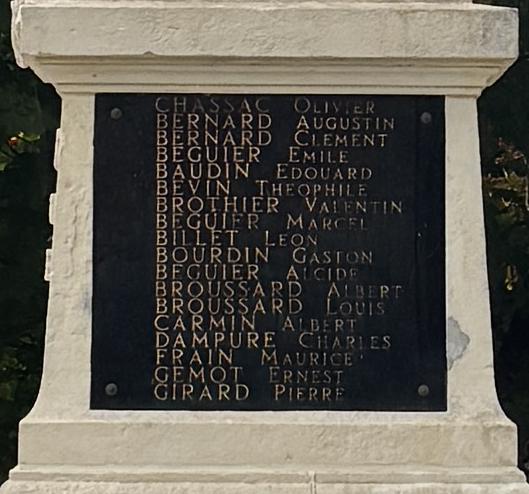 CHASSAC OLIVIER
BERNARD AUGUSTIN
BERNARD CLEMENT
BEGUIER EMILE
BAUDIN EDOUARD
BEVIN THEOPHILE
BROTHIER VALENTIN
BEGUIER MARCEL
BILLET LEON
BOURDIN GASTON
BEGUIER ALCIDE
BROUSSARD ALBERT
BROUSSARD LOUIS
CARMIN ALBERT
DAMPURE CHARLES
FRAIN MAURICE
GEMOT ERNEST
GIRARD PIERRE